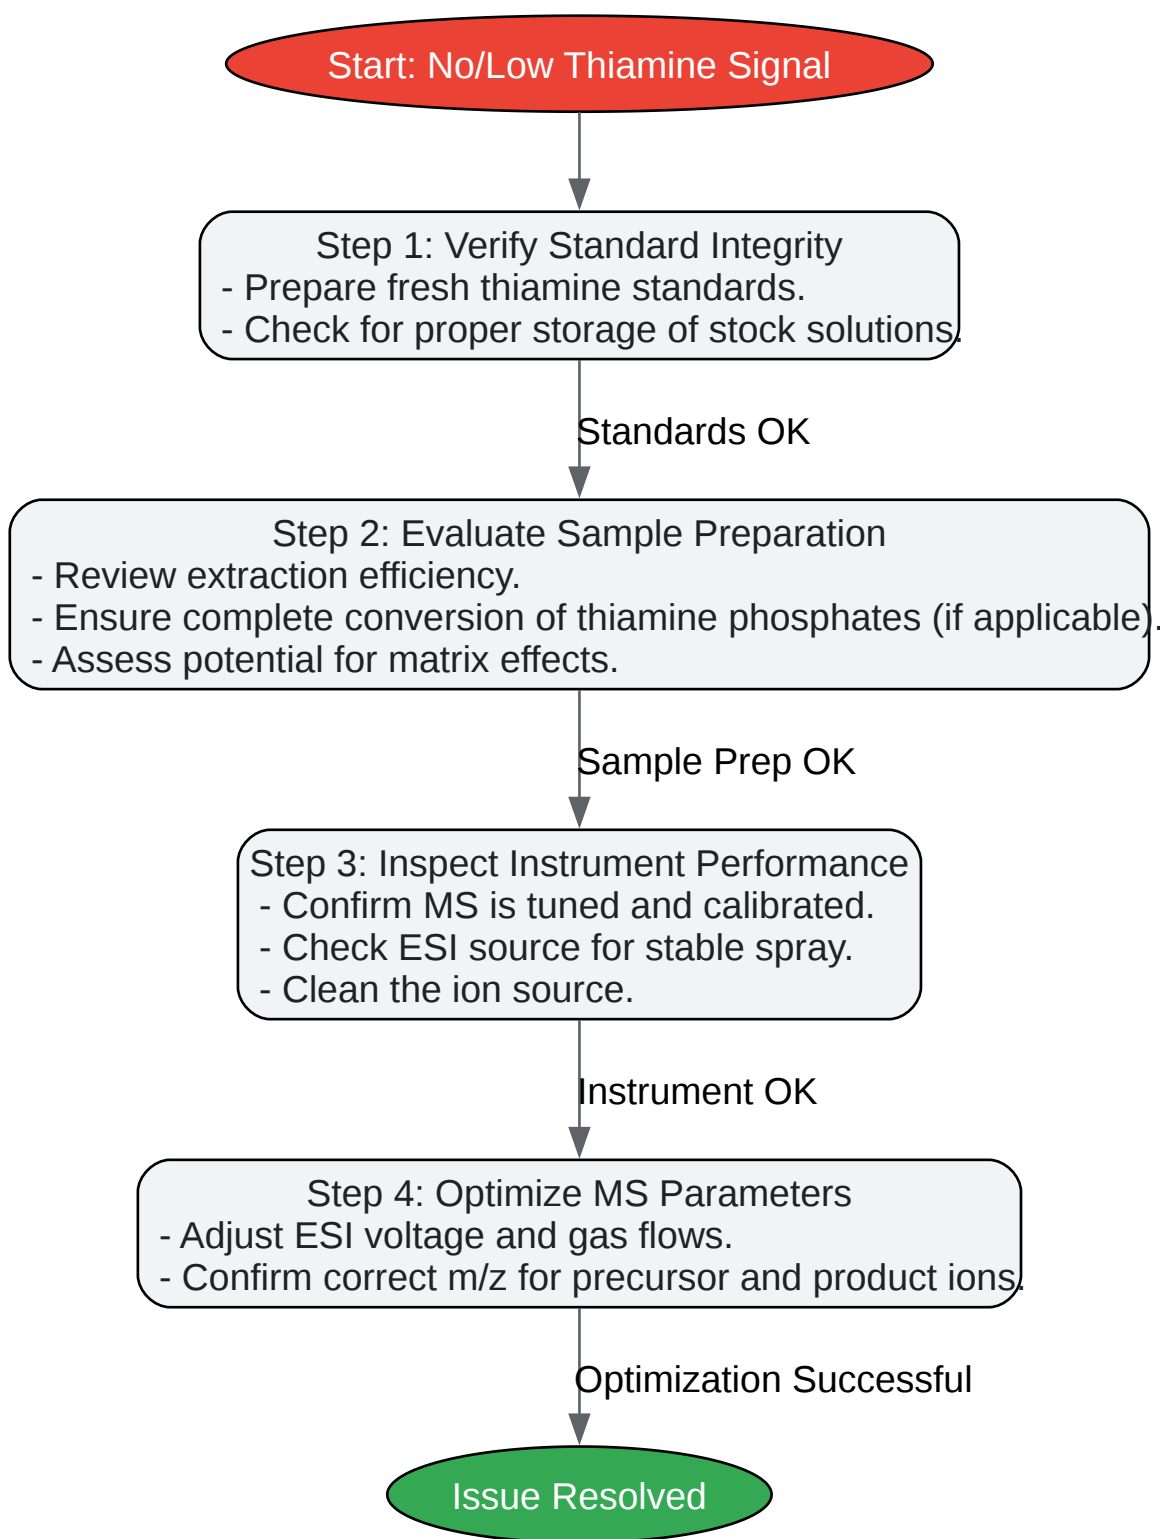 Start: No/Low Thiamine Signal
Step 1: Verify Standard Integrity
- Prepare fresh thiamine standards.
- Check for proper storage of stock solutions.
Standards OK
Step 2: Evaluate Sample Preparation
- Review extraction efficiency.
- Ensure complete conversion of thiamine phosphates (if applicable).
- Assess potential for matrix effects.
Sample Prep OK
Step 3: Inspect Instrument Performance
- Confirm MS is tuned and calibrated.
- Check ESI source for stable spray.
- Clean the ion source.
Instrument OK
Step 4: Optimize MS Parameters
- Adjust ESI voltage and gas flows.
- Confirm correct m/z for precursor and product ions.
Optimization Successful
Issue Resolved